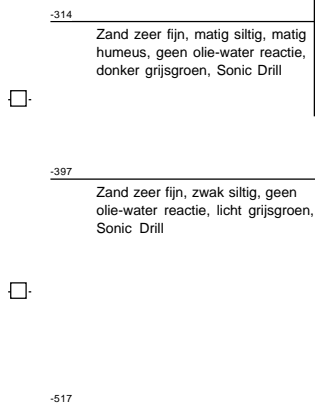 -314
Zand zeer fijn, matig siltig, matig
humeus, geen olie-water reactie,
donker grijsgroen, Sonic Drill
-397
Zand zeer fijn, zwak siltig, geen
olie-water reactie, licht grijsgroen,
Sonic Drill
-517